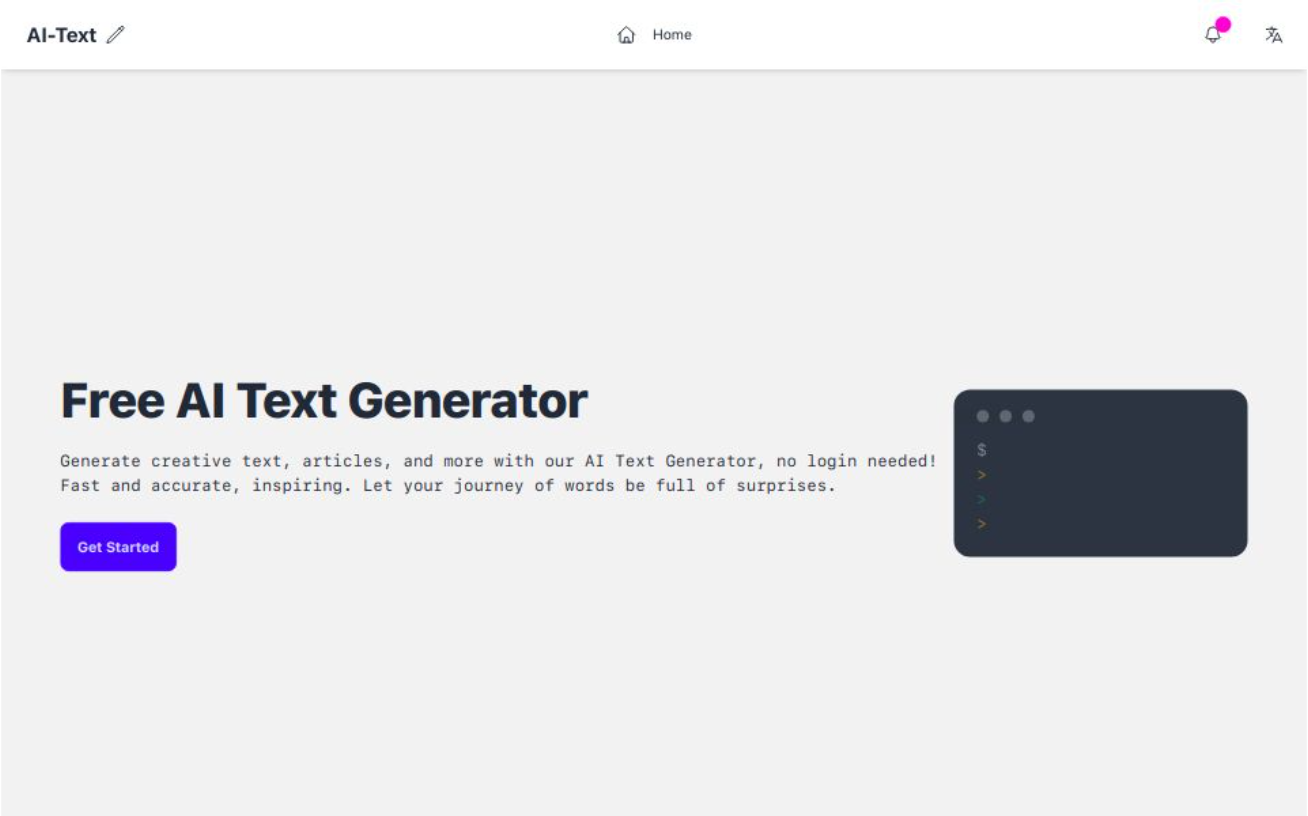 AI-Text
Home
Free AI Text Generator
Generate creative text, articles, and more with our AI Text Generator, no login needed!
Fast and accurate, inspiring. Let your journey of words be full of surprises.
Get Started
$
>
>
>